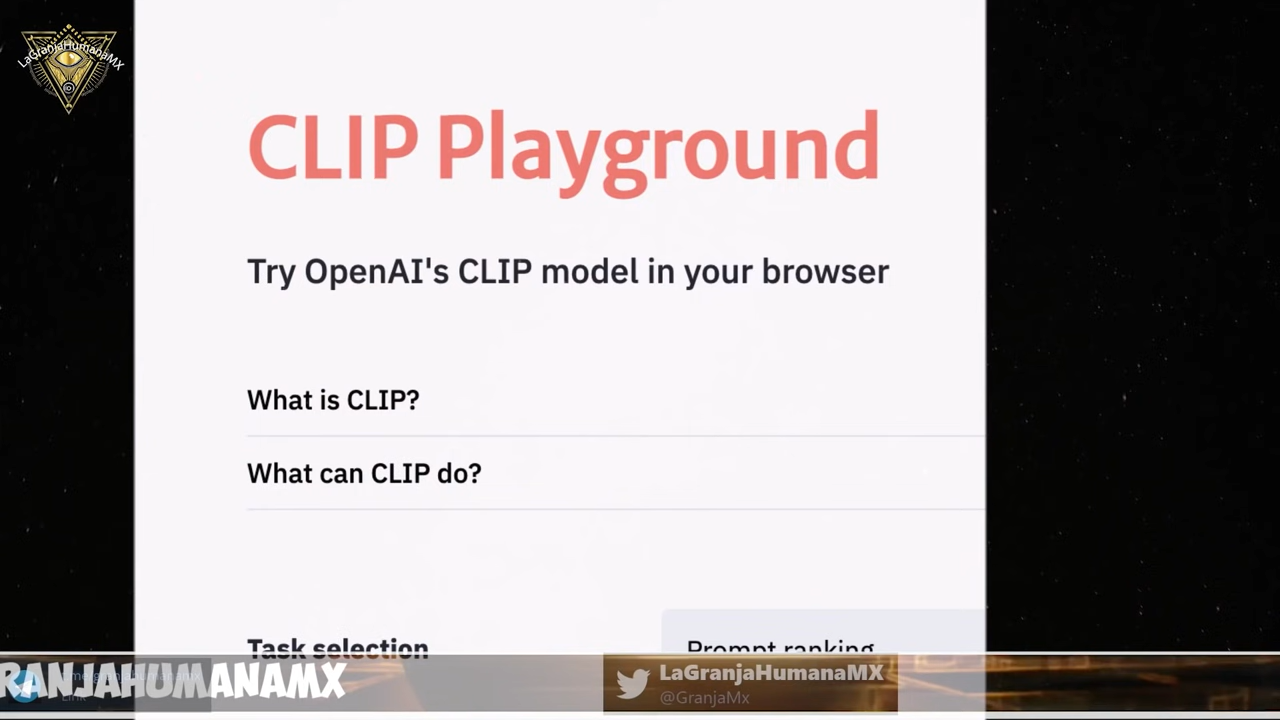 LaGranjaHumanaMX
CLIP Playground
Try OpenAI's CLIP model in your browser
What is CLIP?
What can CLIP do?
Task selection
Prompt ranking
RANJAHUMANAMX
LaGranjaHumanaMX
@GranjaMx